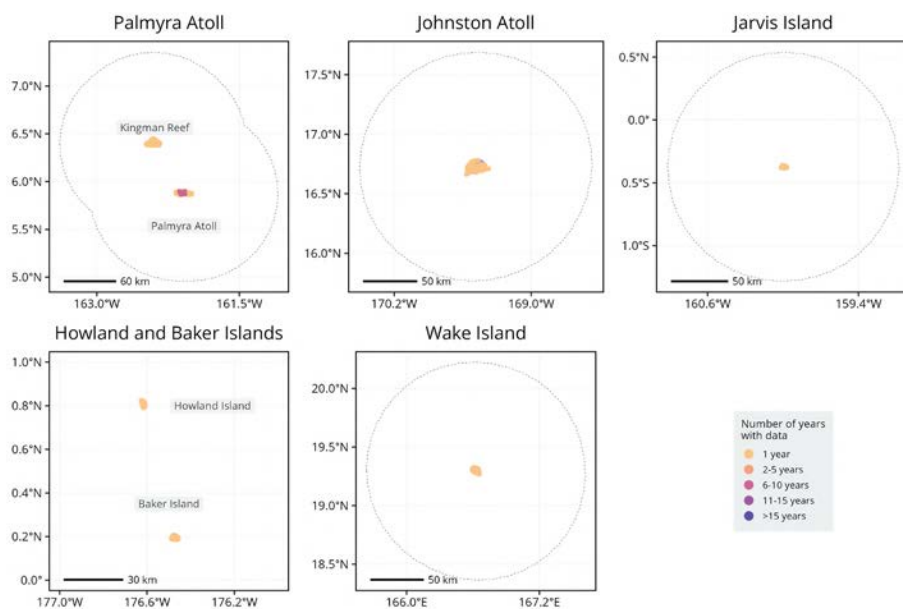 Palmyra Atoll
7.0°N
6.5°N
6.0°N
5.5°N
5.0°N
Kingman Reef
Palmyra Atoll
60 km
163.0°W
161.5°W
Johnston Atoll
17.5°N
17.0°N
16.5°N
16.0°N
50 km
170.2°W
169.0°W
Jarvis Island
0.5°N
0.0°
0.5°S
1.0°S
50 km
160.6°W
159.4°W
Howland and Baker Islands
1.0°N
0.8°N
0.6°N
0.4°N
0.2°N
0.0°
Howland Island
Baker Island
30 km
177.0°W
176.6°W
176.2°W
Wake Island
20.0°N
19.5°N
19.0°N
18.5°N
50 km
166.0°E
167.2°E
Number of years
with data
1 year
2-5 years
6-10 years
11-15 years
>15 years